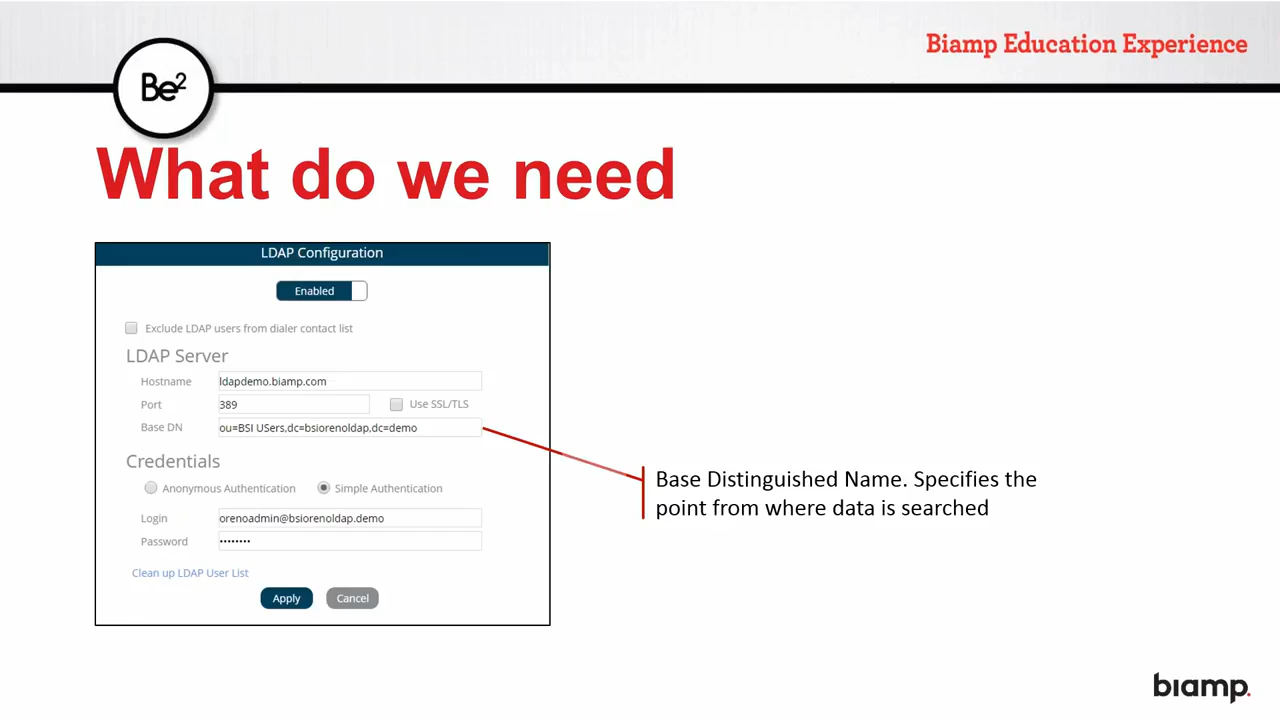 Biamp Education Experience
Be²
What do we need
LDAP Configuration
Enabled
Exclude LDAP users from dialer contact list
LDAP Server
Hostname ldapdemo.biamp.com
Port 389 Use SSL/TLS
Base DN ou=BSI USers,dc=bsiorenoldap,dc=demo
Credentials
Anonymous Authentication Simple Authentication
Login orenoadmin@bsiorenoldap.demo
Password ••••••••
Clean up LDAP User List
Apply Cancel
Base Distinguished Name. Specifies the
point from where data is searched
biamp.